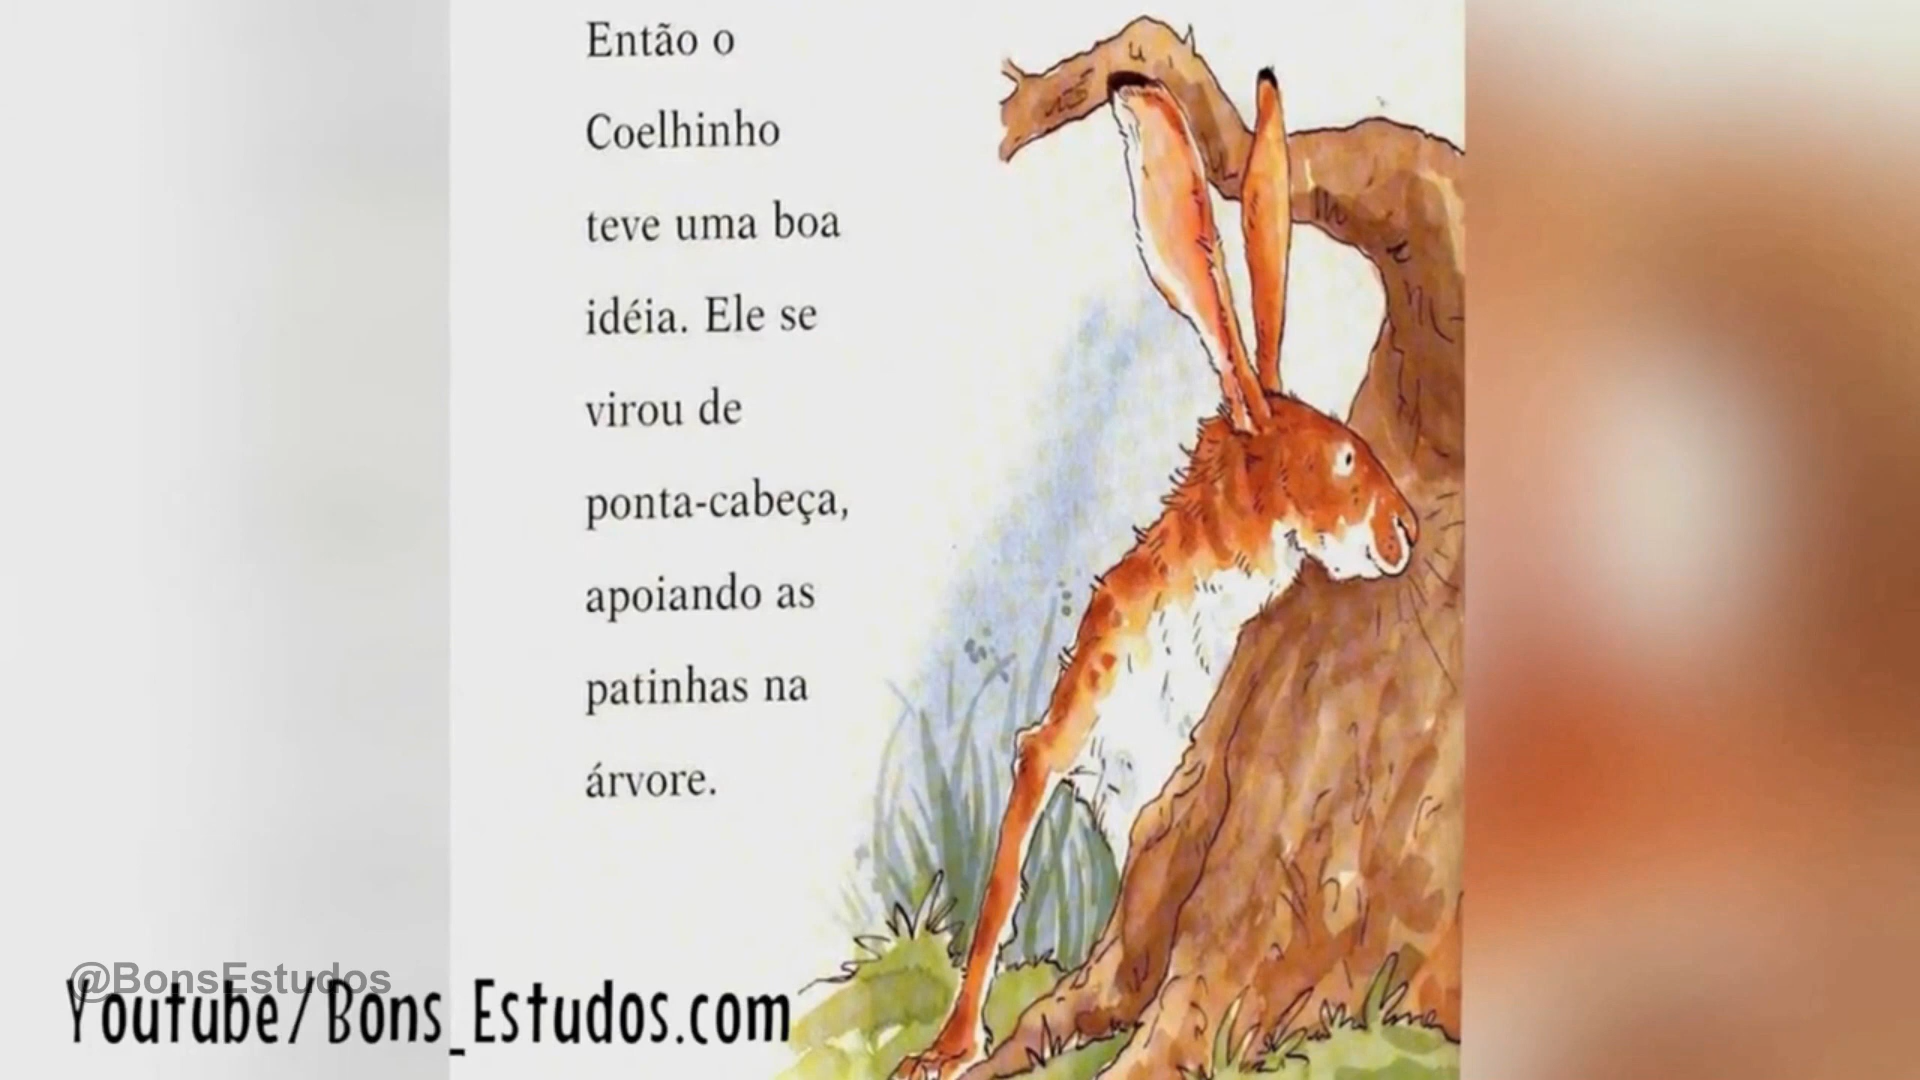 Então o
Coelhinho
teve uma boa
idéia. Ele se
virou de
ponta-cabeça,
apoiando as
patinhas na
árvore.
@BonsEstudos
Youtube/Bons_Estudos.com